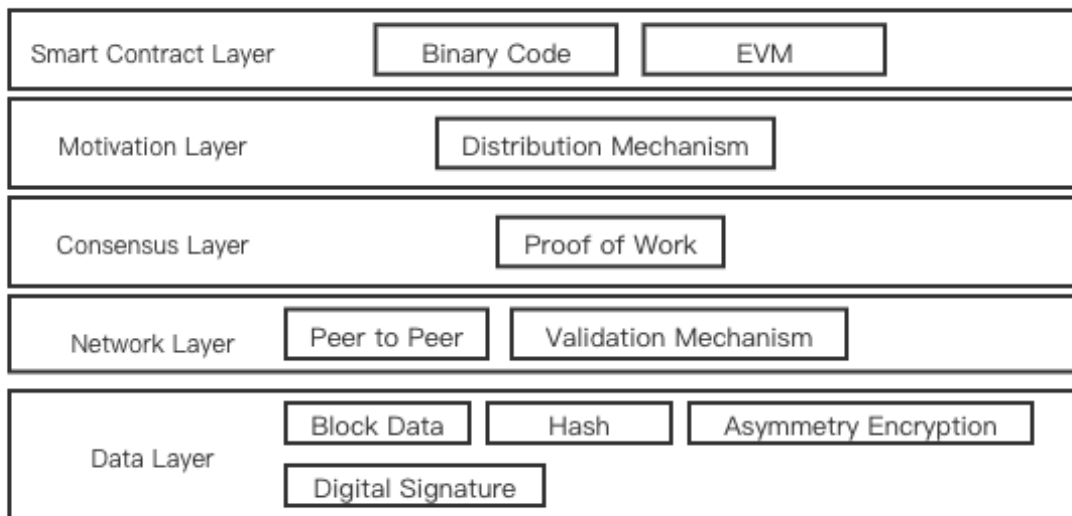 Smart Contract Layer Binary Code EVM
Motivation Layer Distribution Mechanism
Consensus Layer Proof of Work
Network Layer Peer to Peer Validation Mechanism
Block Data Hash Asymmetry Encryption
Data Layer
Digital Signature